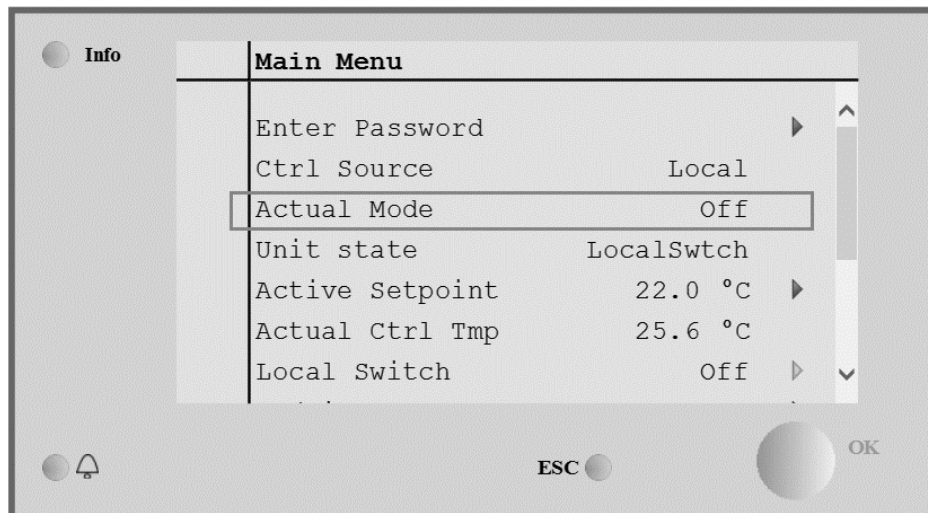 Info
Main Menu
Enter Password
Ctrl Source Local
Actual Mode Off
Unit state LocalSwtch
Active Setpoint 22.0 °C
Actual Ctrl Tmp 25.6 °C
Local Switch Off
ESC
OK